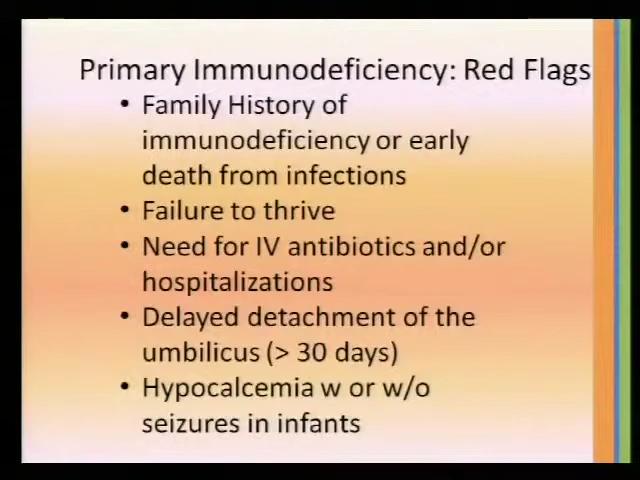 Primary Immunodeficiency: Red Flags
• Family History of
immunodeficiency or early
death from infections
• Failure to thrive
• Need for IV antibiotics and/or
hospitalizations
• Delayed detachment of the
umbilicus (> 30 days)
• Hypocalcemia w or w/o
seizures in infants